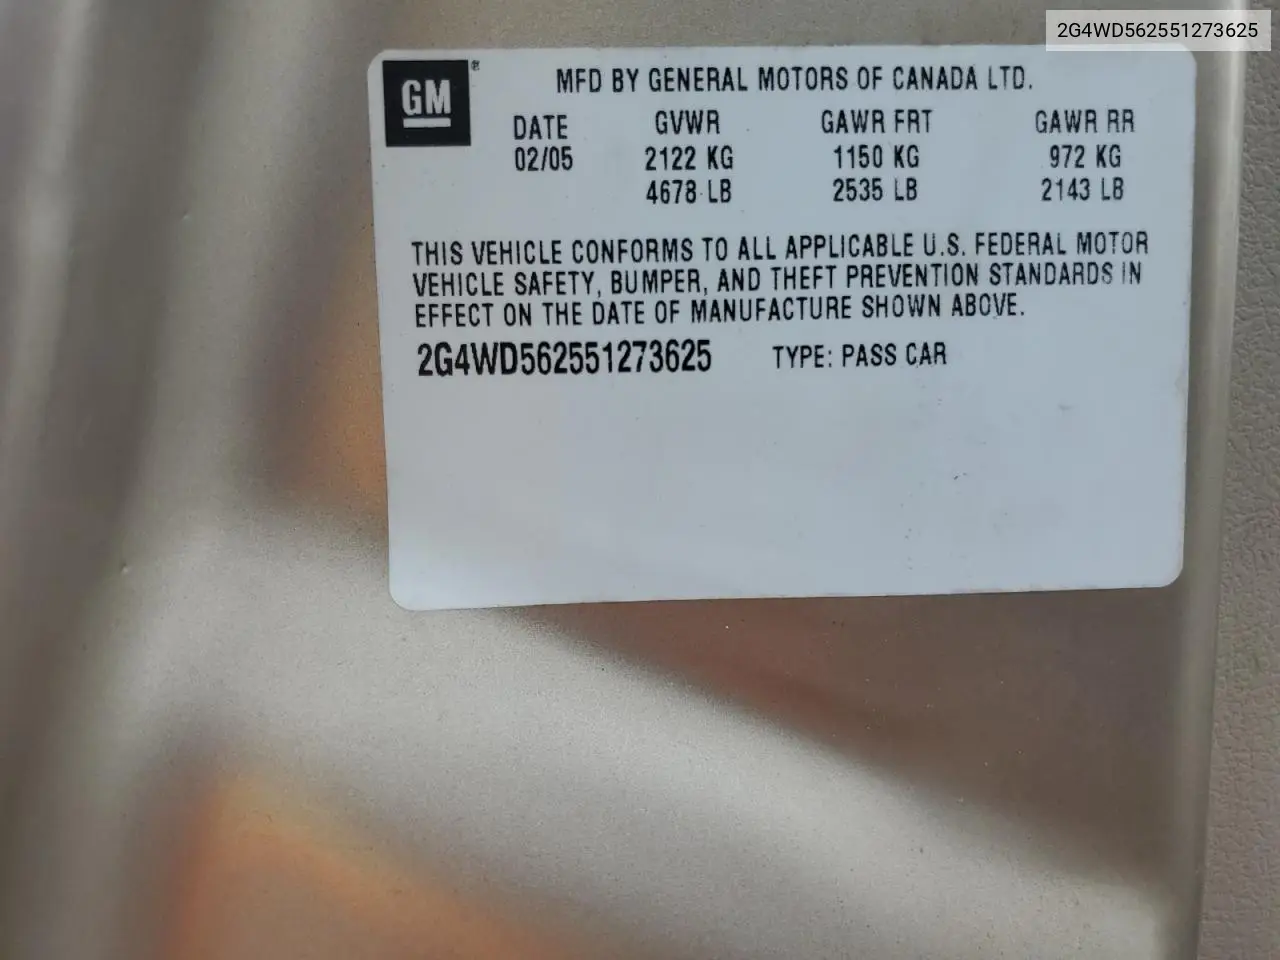 2G4WD562551273625
GM®
MFD BY GENERAL MOTORS OF CANADA LTD.
DATE GVWR GAWR FRT GAWR RR
02/05 2122 KG 1150 KG 972 KG
4678 LB 2535 LB 2143 LB
THIS VEHICLE CONFORMS TO ALL APPLICABLE U.S. FEDERAL MOTOR
VEHICLE SAFETY, BUMPER, AND THEFT PREVENTION STANDARDS IN
EFFECT ON THE DATE OF MANUFACTURE SHOWN ABOVE.
2G4WD562551273625 TYPE: PASS CAR